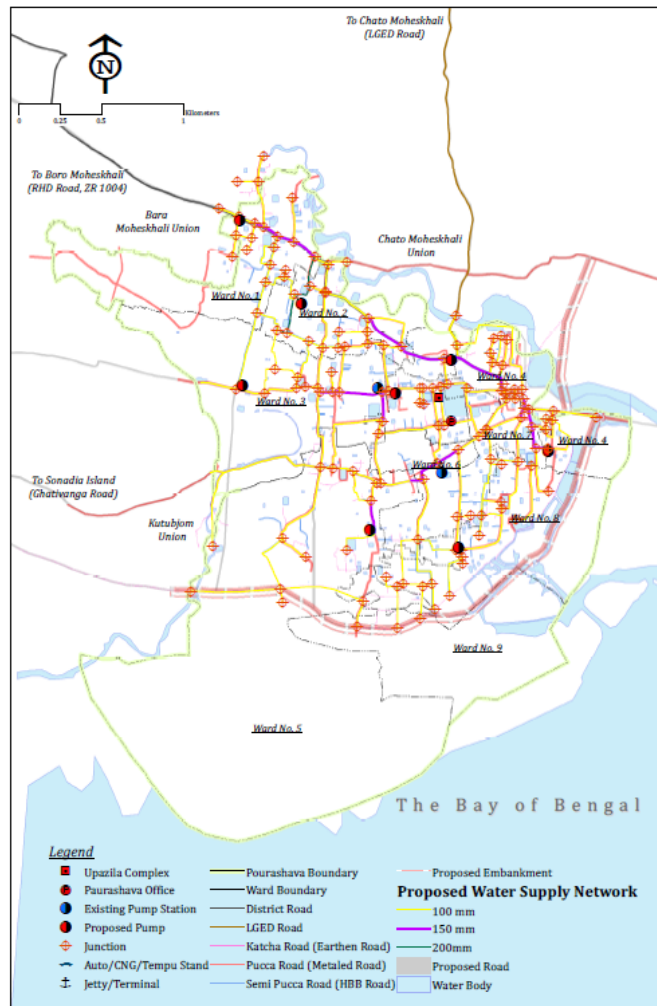 To Chato Moheskhali
(LGED Road)
N
0 0.25 0.5 1
Kilometers
To Boro Moheskhali
(RHD Road, ZR 1004)
Bara
Moheskhali Union
Chato Moheskhali
Union
Ward No. 1
Ward No. 2
Ward No. 4
Ward No. 3
Ward No. 7
Ward No. 4
Ward No. 6
To Sonadia Island
(Ghativanga Road)
Kutubjom
Union
Ward No. 8
Ward No. 9
Ward No. 5
The Bay of Bengal
Legend
Upazila Complex
Paurashava Office
Existing Pump Station
Proposed Pump
Junction
Auto/CNG/Tempu Stand
Jetty/Terminal
Pourashava Boundary
Ward Boundary
District Road
LGED Road
Katcha Road (Earthen Road)
Pucca Road (Metaled Road)
Semi Pucca Road (HBB Road)
Proposed Embankment
Proposed Water Supply Network
100 mm
150 mm
200mm
Proposed Road
Water Body